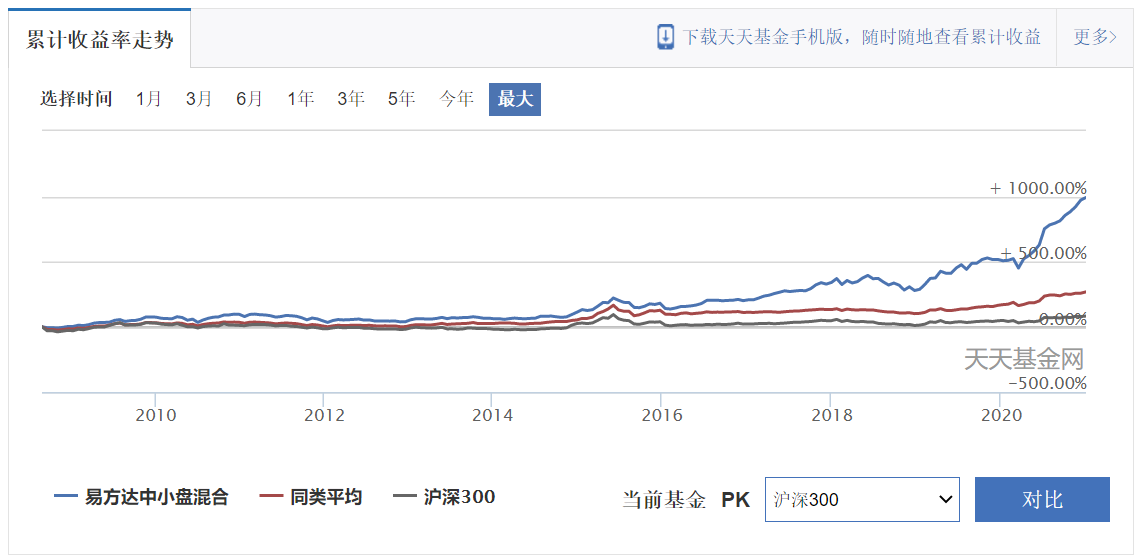 累计收益率走势
下载天天基金手机版，随时随地查看累计收益
更多>
选择时间 1月 3月 6月 1年 3年 5年 今年 最大
+ 1000.00%
+ 500.00%
0.00%
天天基金网
-500.00%
2010 2012 2014 2016 2018 2020
易方达中小盘混合 同类平均 沪深300
当前基金 PK 沪深300 对比